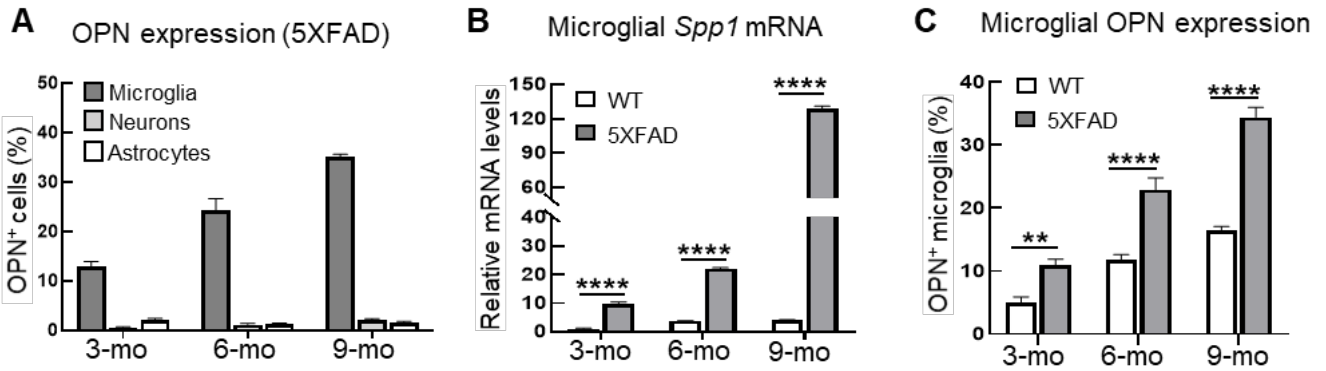 A
OPN expression (5XFAD)
OPN⁺ cells (%)
50
40
30
20
10
0
Microglia
Neurons
Astrocytes
3-mo 6-mo 9-mo
B
Microglial Spp1 mRNA
Relative mRNA levels
150
120
90
60
40
30
20
10
0
WT
5XFAD
****
****
****
3-mo 6-mo 9-mo
C
Microglial OPN expression
OPN⁺ microglia (%)
40
30
20
10
0
WT
5XFAD
**
****
****
3-mo 6-mo 9-mo